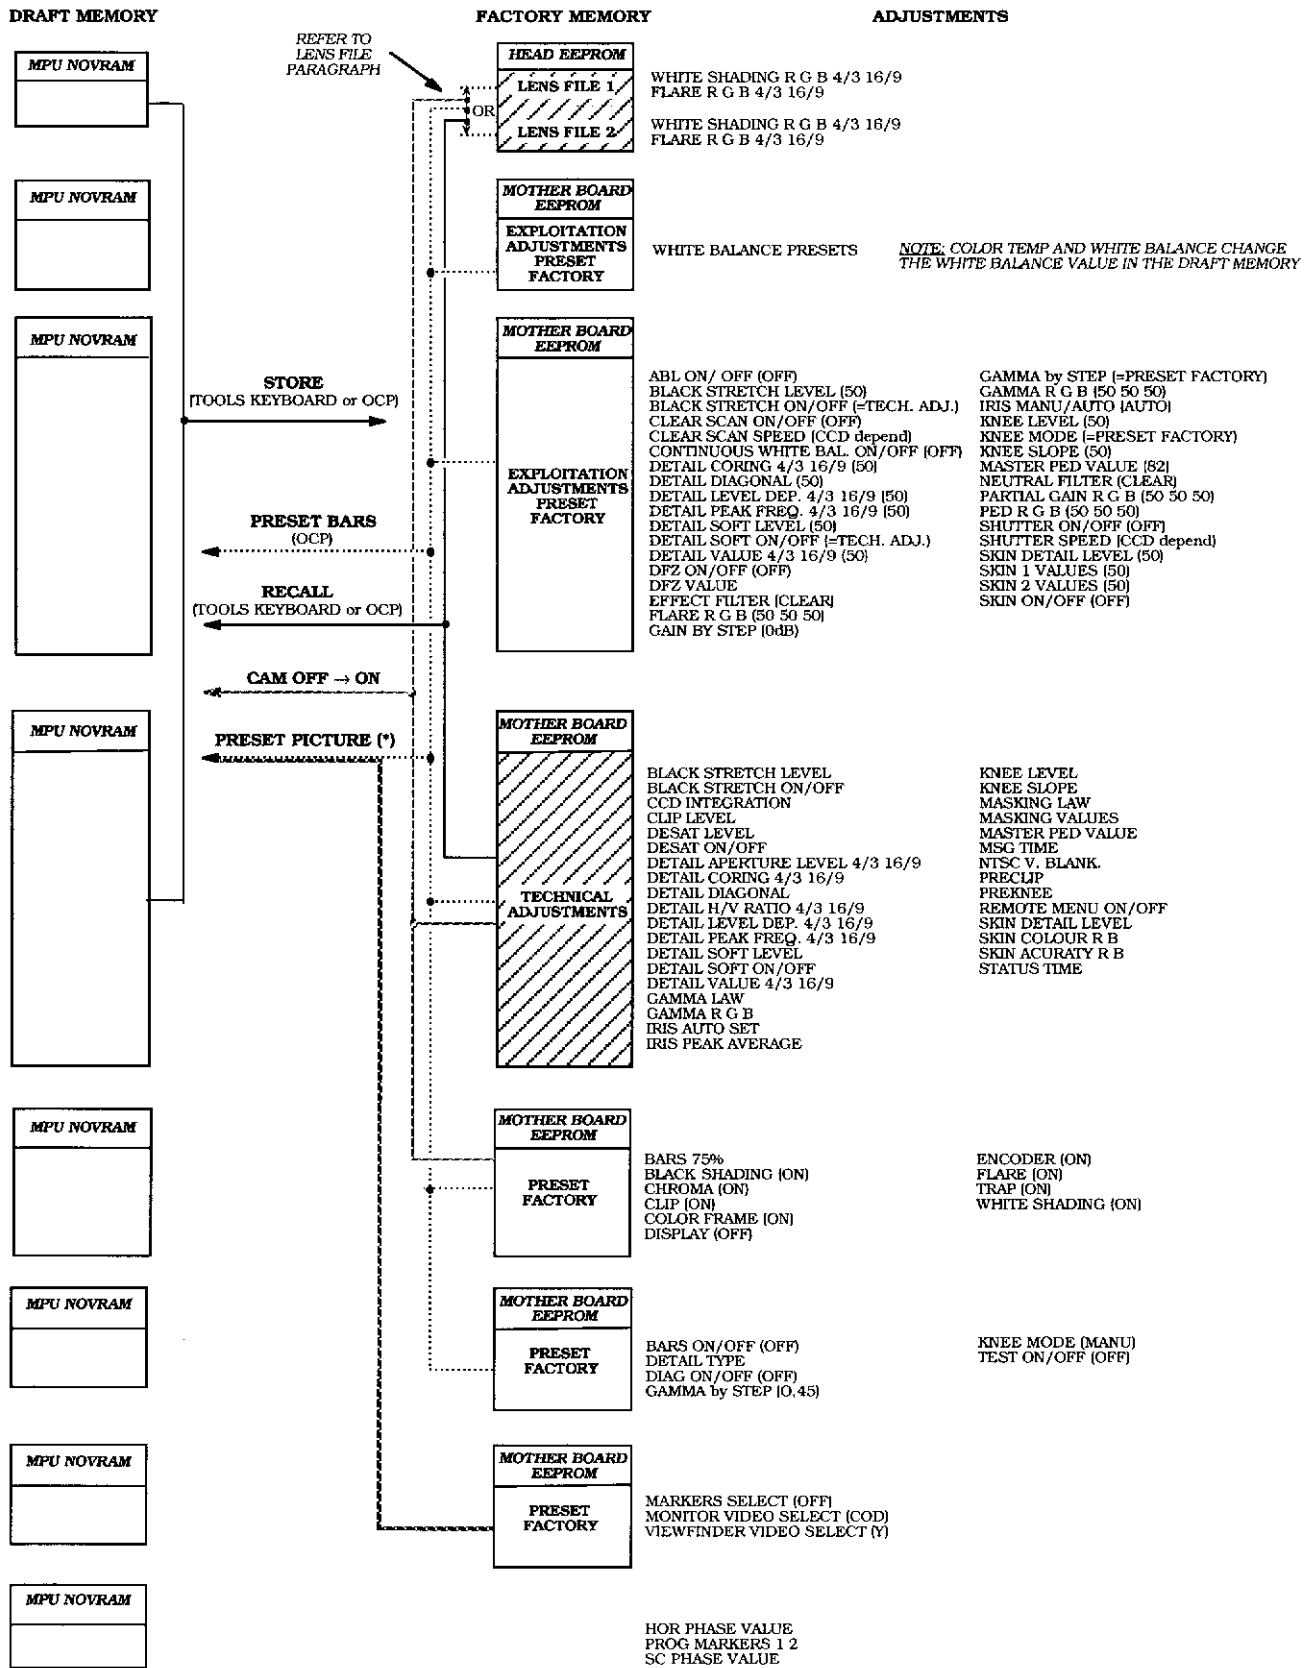 DRAFT MEMORY
FACTORY MEMORY
ADJUSTMENTS
MPU NOVRAM
REFER TO
LENS FILE
PARAGRAPH
HEAD EEPROM
LENS FILE 1
OR
LENS FILE 2
WHITE SHADING R G B 4/3 16/9
FLARE R G B 4/3 16/9
WHITE SHADING R G B 4/3 16/9
FLARE R G B 4/3 16/9
MPU NOVRAM
MOTHER BOARD
EEPROM
EXPLOITATION
ADJUSTMENTS
PRESET
FACTORY
WHITE BALANCE PRESETS
NOTE: COLOR TEMP AND WHITE BALANCE CHANGE
THE WHITE BALANCE VALUE IN THE DRAFT MEMORY
MPU NOVRAM
MOTHER BOARD
EEPROM
EXPLOITATION
ADJUSTMENTS
PRESET
FACTORY
ABL ON/ OFF (OFF)
BLACK STRETCH LEVEL (50)
BLACK STRETCH ON/OFF (=TECH. ADJ.)
CLEAR SCAN ON/OFF (OFF)
CLEAR SCAN SPEED (CCD depend)
CONTINUOUS WHITE BAL. ON/OFF (OFF)
DETAIL CORING 4/3 16/9 (50)
DETAIL DIAGONAL (50)
DETAIL LEVEL DEP. 4/3 16/9 (50)
DETAIL PEAK FREQ. 4/3 16/9 (50)
DETAIL SOFT LEVEL (50)
DETAIL SOFT ON/OFF (=TECH. ADJ.)
DETAIL VALUE 4/3 16/9 (50)
DFZ ON/OFF (OFF)
DFZ VALUE
EFFECT FILTER (CLEAR)
FLARE R G B (50 50 50)
GAIN BY STEP (0dB)
GAMMA by STEP (=PRESET FACTORY)
GAMMA R G B (50 50 50)
IRIS MANU/AUTO (AUTO)
KNEE LEVEL (50)
KNEE MODE (=PRESET FACTORY)
KNEE SLOPE (50)
MASTER PED VALUE (82)
NEUTRAL FILTER (CLEAR)
PARTIAL GAIN R G B (50 50 50)
PED R G B (50 50 50)
SHUTTER ON/OFF (OFF)
SHUTTER SPEED (CCD depend)
SKIN DETAIL LEVEL (50)
SKIN 1 VALUES (50)
SKIN 2 VALUES (50)
SKIN ON/OFF (OFF)
STORE
(TOOLS KEYBOARD or OCP)
PRESET BARS
(OCP)
RECALL
(TOOLS KEYBOARD or OCP)
CAM OFF → ON
PRESET PICTURE (*)
MPU NOVRAM
MOTHER BOARD
EEPROM
TECHNICAL
ADJUSTMENTS
BLACK STRETCH LEVEL
BLACK STRETCH ON/OFF
CCD INTEGRATION
CLIP LEVEL
DESAT LEVEL
DESAT ON/OFF
DETAIL APERTURE LEVEL 4/3 16/9
DETAIL CORING 4/3 16/9
DETAIL DIAGONAL
DETAIL H/V RATIO 4/3 16/9
DETAIL LEVEL DEP. 4/3 16/9
DETAIL PEAK FREQ. 4/3 16/9
DETAIL SOFT LEVEL
DETAIL SOFT ON/OFF
DETAIL VALUE 4/3 16/9
GAMMA LAW
GAMMA R G B
IRIS AUTO SET
IRIS PEAK AVERAGE
KNEE LEVEL
KNEE SLOPE
MASKING LAW
MASKING VALUES
MASTER PED VALUE
MSG TIME
NTSC V. BLANK.
PRECLIP
PREKNEE
REMOTE MENU ON/OFF
SKIN DETAIL LEVEL
SKIN COLOUR R B
SKIN ACURATY R B
STATUS TIME
MPU NOVRAM
MOTHER BOARD
EEPROM
PRESET
FACTORY
BARS 75%
BLACK SHADING (ON)
CHROMA (ON)
CLIP (ON)
COLOR FRAME (ON)
DISPLAY (OFF)
ENCODER (ON)
FLARE (ON)
TRAP (ON)
WHITE SHADING (ON)
MPU NOVRAM
MOTHER BOARD
EEPROM
PRESET
FACTORY
BARS ON/OFF (OFF)
DETAIL TYPE
DIAG ON/OFF (OFF)
GAMMA by STEP (0,45)
KNEE MODE (MANU)
TEST ON/OFF (OFF)
MPU NOVRAM
MOTHER BOARD
EEPROM
PRESET
FACTORY
MARKERS SELECT (OFF)
MONITOR VIDEO SELECT (COD)
VIEWFINDER VIDEO SELECT (Y)
MPU NOVRAM
HOR PHASE VALUE
PROG MARKERS 1 2
SC PHASE VALUE